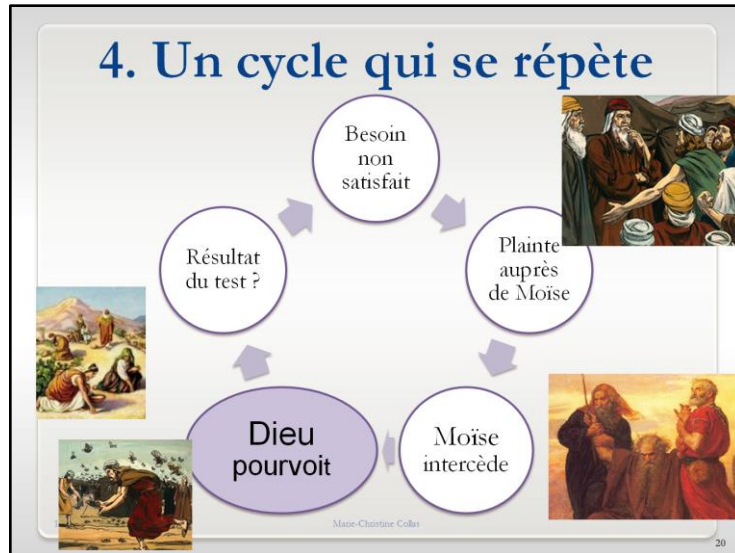 4. Un cycle qui se répète
Besoin
non
satisfait
Plainte
auprès
de Moïse
Moïse
intercède
Dieu
pourvoit
Résultat
du test ?
Marie-Christine Collas
20